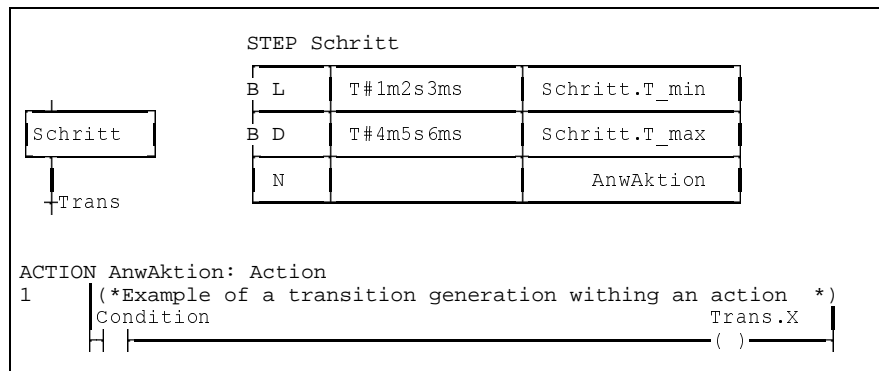 STEP Schritt
B L T#1m2s3ms Schritt.T_min
Schritt
B D T#4m5s6ms Schritt.T_max
N AnwAktion
Trans
ACTION AnwAktion: Action
1 (*Example of a transition generation withing an action *)
Condition Trans.X
( )